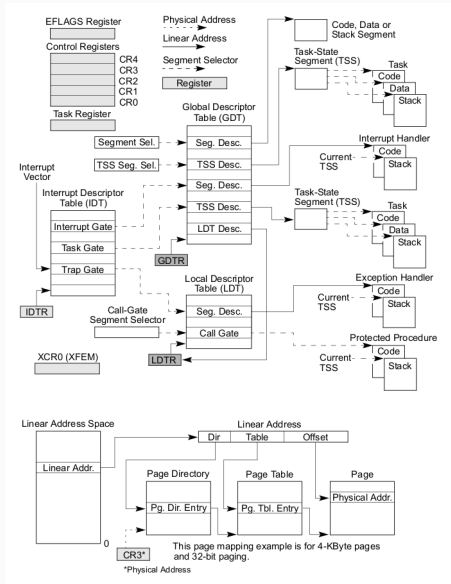 EFLAGS Register
Control Registers
CR4
CR3
CR2
CR1
CR0
Task Register
Physical Address
Linear Address
Segment Selector
Register
Code, Data or
Stack Segment
Task-State
Segment (TSS)
Task
Code
Data
Stack
Global Descriptor
Table (GDT)
Segment Sel.
Seg. Desc.
TSS Seg. Sel.
TSS Desc.
Interrupt Handler
Code
Current
TSS
Stack
Interrupt
Vector
Interrupt Descriptor
Table (IDT)
Seg. Desc.
Interrupt Gate
TSS Desc.
Task-State
Segment (TSS)
Task
Code
Data
Stack
Task Gate
LDT Desc.
Trap Gate
GDTR
Local Descriptor
Table (LDT)
Exception Handler
Code
Current
TSS
Stack
IDTR
Call-Gate
Segment Selector
Seg. Desc.
Call Gate
Protected Procedure
Code
Current
TSS
Stack
XCR0 (XFEM)
LDTR
Linear Address Space
Linear Address
Dir
Table
Offset
Linear Addr.
0
Page Directory
Page Table
Page
Physical Addr.
Pg. Dir. Entry
Pg. Tbl. Entry
CR3*
*Physical Address
This page mapping example is for 4-KByte pages
and 32-bit paging.